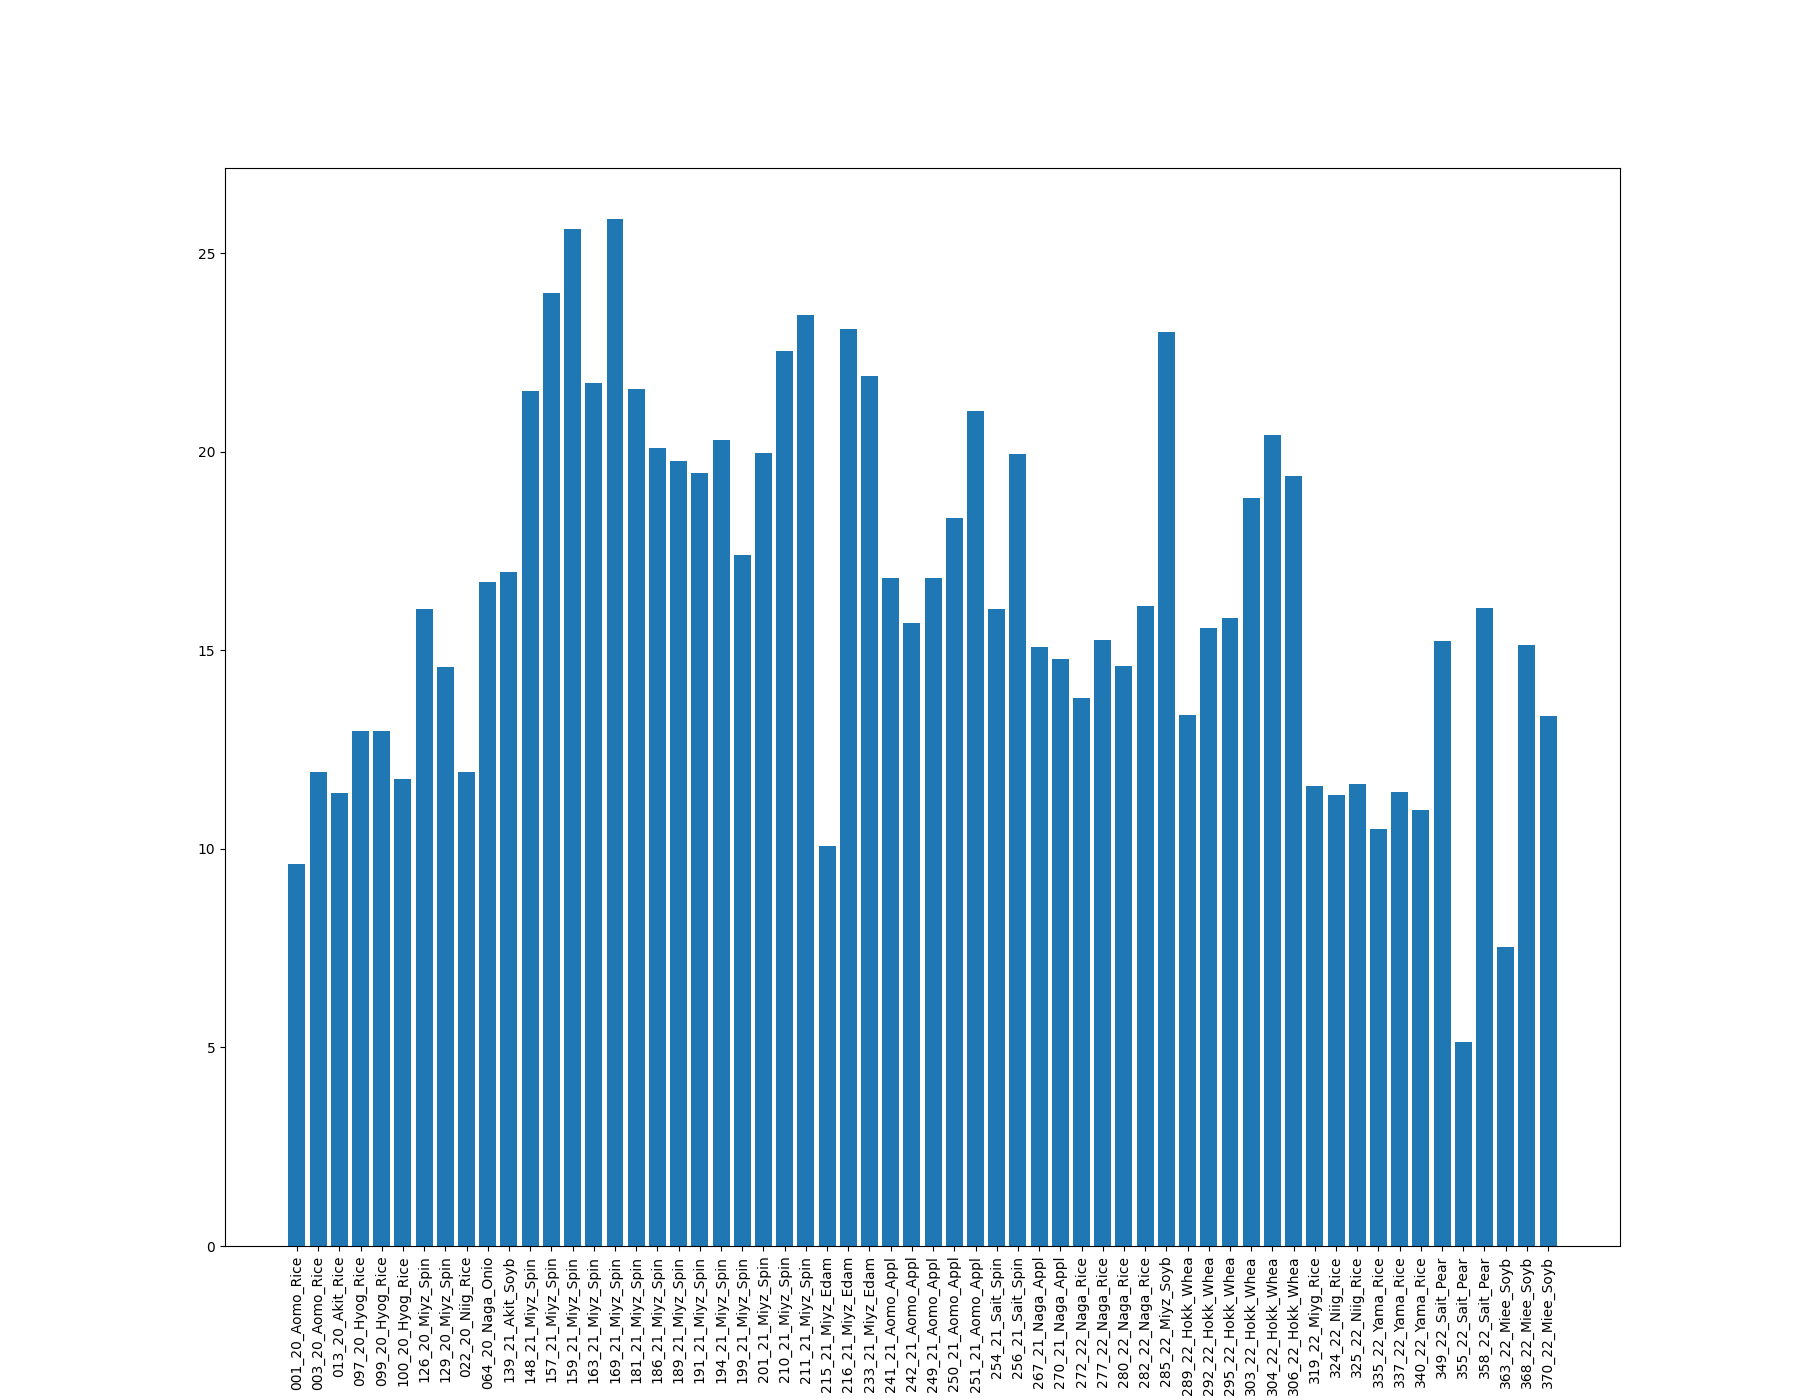 25
20
15
10
5
0
001_20_Aomo_Rice
003_20_Aomo_Rice
013_20_Akit_Rice
097_20_Hyog_Rice
099_20_Hyog_Rice
100_20_Hyog_Rice
126_20_Miyz_Spin
129_20_Miyz_Spin
022_20_Niig_Rice
064_20_Naga_Onio
139_21_Akit_Soyb
148_21_Miyz_Spin
157_21_Miyz_Spin
159_21_Miyz_Spin
163_21_Miyz_Spin
169_21_Miyz_Spin
181_21_Miyz_Spin
186_21_Miyz_Spin
189_21_Miyz_Spin
191_21_Miyz_Spin
194_21_Miyz_Spin
199_21_Miyz_Spin
201_21_Miyz_Spin
210_21_Miyz_Spin
211_21_Miyz_Spin
215_21_Miyz_Edam
216_21_Miyz_Edam
233_21_Miyz_Edam
241_21_Aomo_Appl
242_21_Aomo_Appl
249_21_Aomo_Appl
250_21_Aomo_Appl
251_21_Aomo_Appl
254_21_Sait_Spin
256_21_Sait_Spin
267_21_Naga_Appl
270_21_Naga_Appl
272_22_Naga_Rice
277_22_Naga_Rice
280_22_Naga_Rice
282_22_Naga_Rice
285_22_Miyz_Soyb
289_22_Hokk_Whea
292_22_Hokk_Whea
295_22_Hokk_Whea
303_22_Hokk_Whea
304_22_Hokk_Whea
306_22_Hokk_Whea
319_22_Miyg_Rice
324_22_Niig_Rice
325_22_Niig_Rice
335_22_Yama_Rice
337_22_Yama_Rice
340_22_Yama_Rice
349_22_Sait_Pear
355_22_Sait_Pear
358_22_Sait_Pear
363_22_Miee_Soyb
368_22_Miee_Soyb
370_22_Miee_Soyb